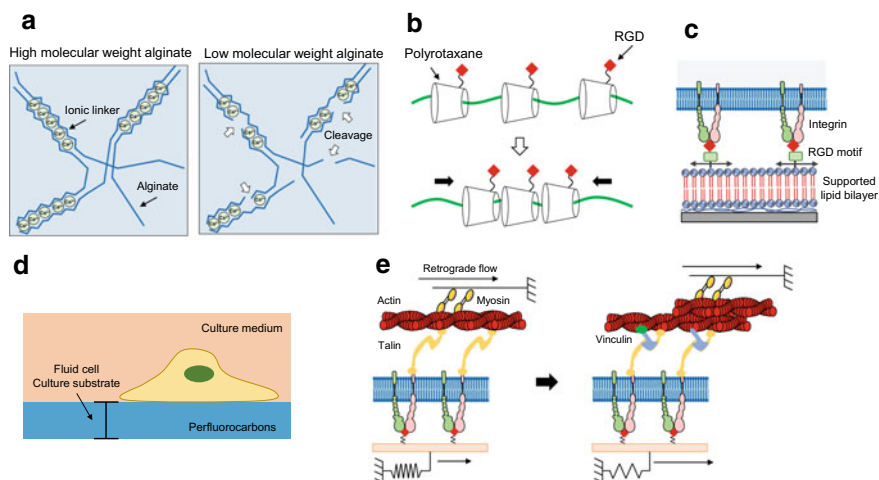 a
High molecular weight alginate
Low molecular weight alginate
Ionic linker
Alginate
Cleavage
b
Polyrotaxane
RGD
c
Integrin
RGD motif
Supported
lipid bilayer
d
Culture medium
Fluid cell
Culture substrate
Perfluorocarbons
e
Retrograde flow
Actin
Myosin
Talin
Vinculin